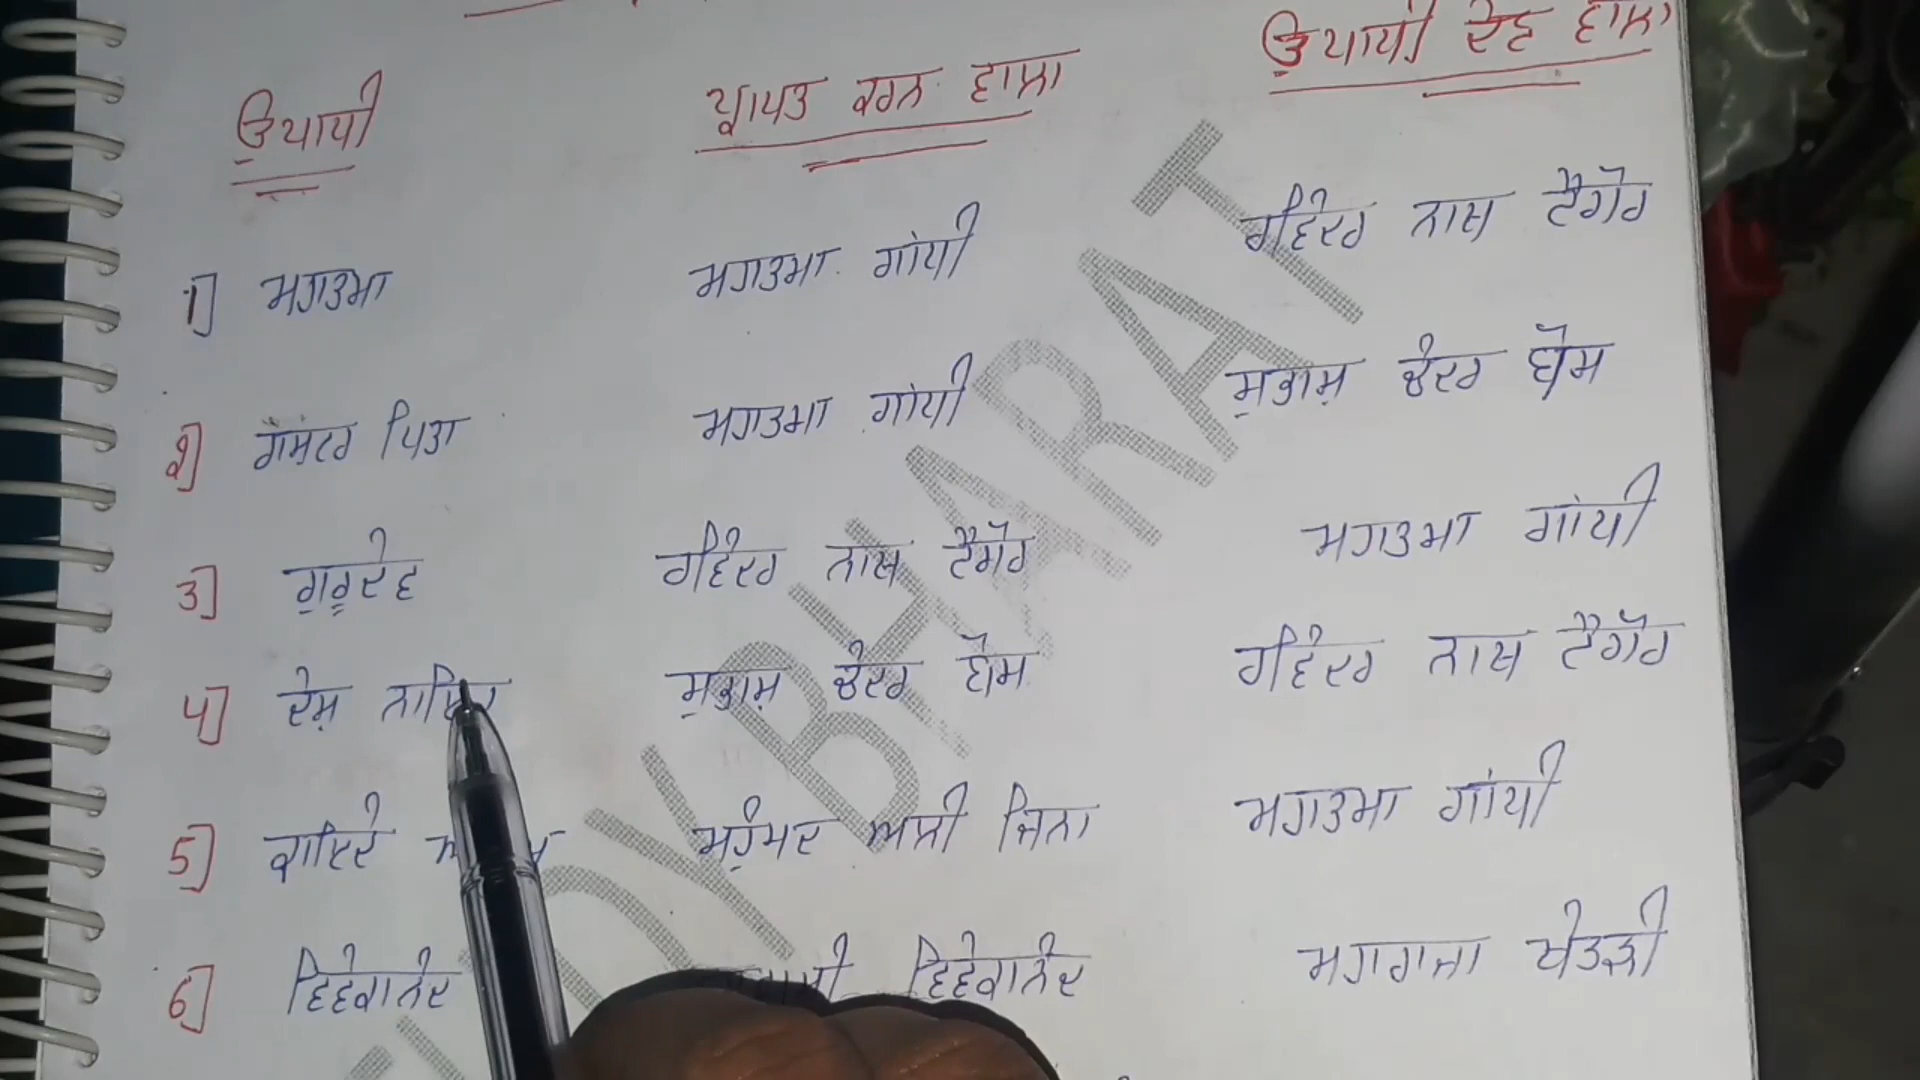 ਉਪਾਧੀ ਪ੍ਰਾਪਤ ਕਰਨ ਵਾਲਾ ਉਪਾਧੀ ਦੇਣ ਵਾਲਾ
1] ਮਹਾਤਮਾ ਮਹਾਤਮਾ ਗਾਂਧੀ ਰਵਿੰਦਰ ਨਾਥ ਟੈਗੋਰ
2] ਰਾਸ਼ਟਰ ਪਿਤਾ ਮਹਾਤਮਾ ਗਾਂਧੀ ਸੁਭਾਸ਼ ਚੰਦਰ ਬੋਸ
3] ਗੁਰੂਦੇਵ ਰਵਿੰਦਰ ਨਾਥ ਟੈਗੋਰ ਮਹਾਤਮਾ ਗਾਂਧੀ
4] ਦੇਸ਼ ਸੁਭਾਸ਼ ਚੰਦਰ ਬੋਸ ਰਵਿੰਦਰ ਨਾਥ ਟੈਗੋਰ
5] ਕਾਇਦੇ ਮੁਹੰਮਦ ਅਲੀ ਜਿਨਾ ਮਹਾਤਮਾ ਗਾਂਧੀ
6] ਵਿਵੇਕਾਨੰਦ ਵਿਵੇਕਾਨੰਦ ਮਹਾਰਾਜਾ ਖੇਤੜੀ